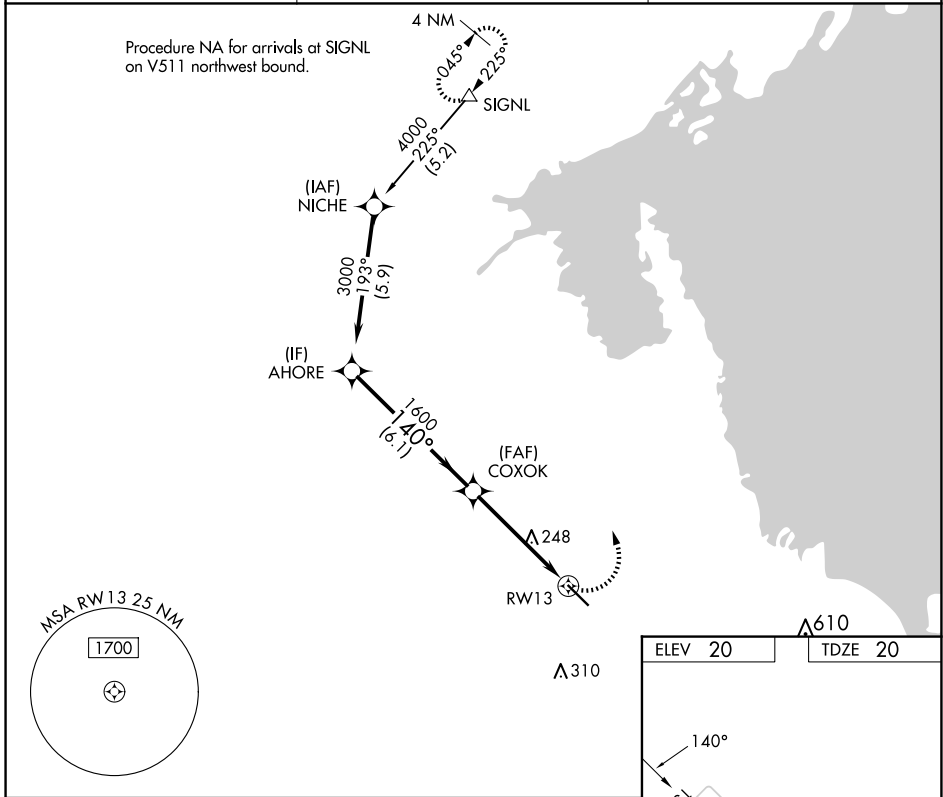 4 NM
Procedure NA for arrivals at SIGNL
on V511 northwest bound.
045°
225°
SIGNL
4000
225°
(5.2)
(IAF)
NICHE
3000
193°
(5.9)
(IF)
AHORE
1600
140°
(6.1)
(FAF)
COXOK
248
RW13
MSA RW13 25 NM
1700
610
310
ELEV 20
TDZE 20
140°